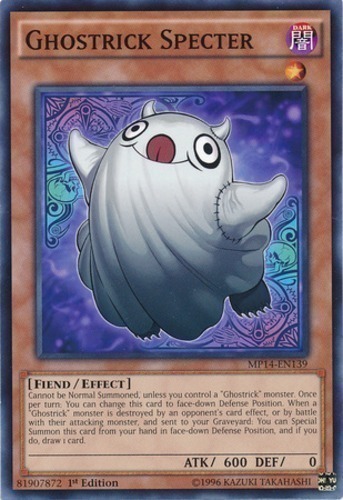 GHOSTRICK SPECTER
DARK
闇
MP14-EN139
[FIEND / EFFECT]
Cannot be Normal Summoned, unless you control a "Ghostrick" monster. Once
per turn: You can change this card to face-down Defense Position. When a
"Ghostrick" monster is destroyed by an opponent's card effect, or by battle
with their attacking monster, and sent to your Graveyard: You can Special
Summon this card from your hand in face-down Defense Position, and if you
do, draw 1 card.
ATK / 600 DEF / 0
81907872 1st Edition ©1996 KAZUKI TAKAHASHI